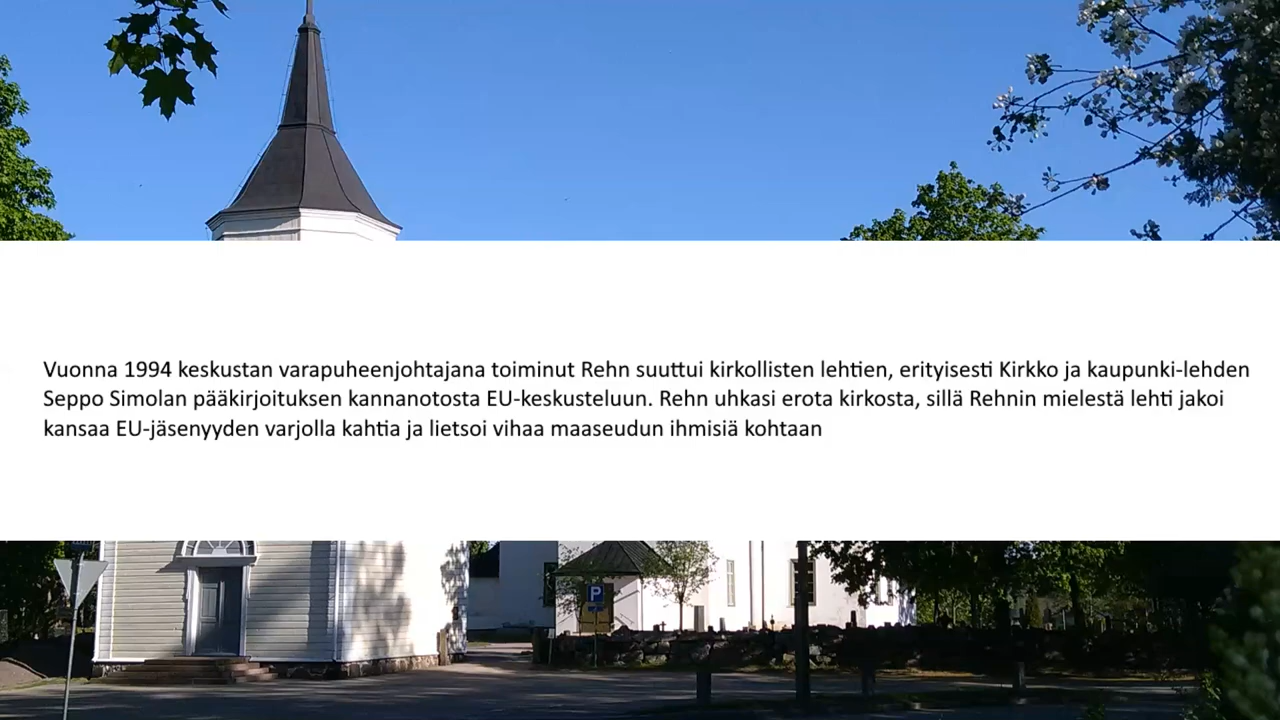 Vuonna 1994 keskustan varapuheenjohtajana toiminut Rehn suuttui kirkollisten lehtien, erityisesti Kirkko ja kaupunki-lehden
Seppo Simolan pääkirjoituksen kannanotosta EU-keskusteluun. Rehn uhkasi erota kirkosta, sillä Rehnin mielestä lehti jakoi
kansaa EU-jäsenyyden varjolla kahtia ja lietsoi vihaa maaseudun ihmisiä kohtaan
P